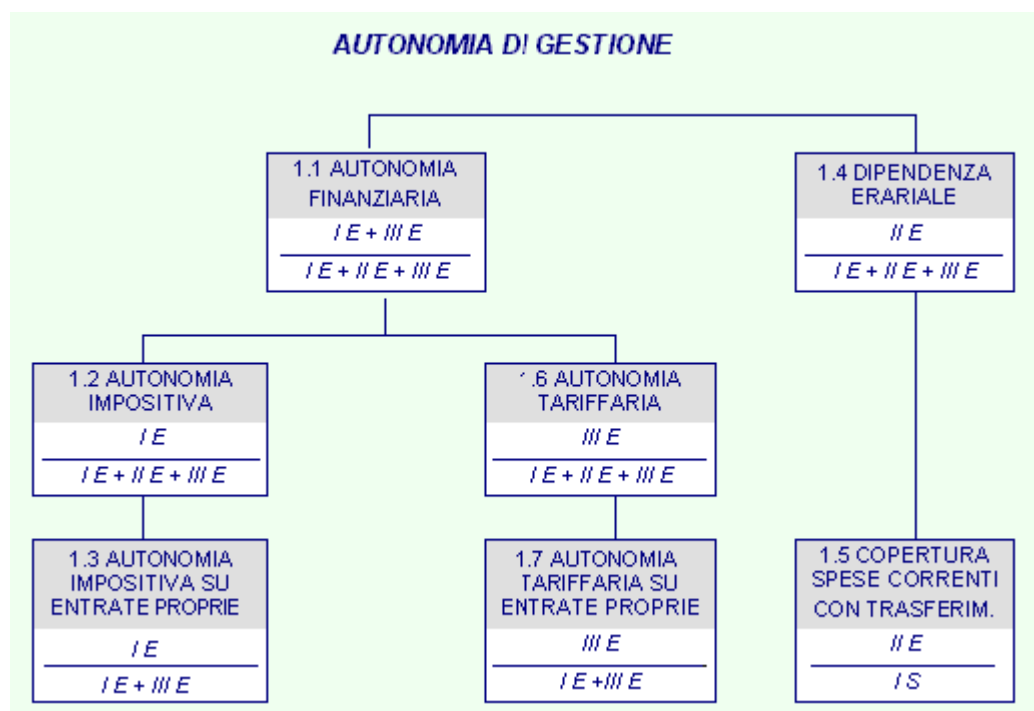 AUTONOMIA DI GESTIONE
1.1 AUTONOMIA
FINANZIARIA
I E + III E
I E + II E + III E
1.4 DIPENDENZA
ERARIALE
II E
I E + II E + III E
1.2 AUTONOMIA
IMPOSITIVA
I E
I E + II E + III E
1.6 AUTONOMIA
TARIFFARIA
III E
I E + II E + III E
1.3 AUTONOMIA
IMPOSITIVA SU
ENTRATE PROPRIE
I E
I E + III E
1.7 AUTONOMIA
TARIFFARIA SU
ENTRATE PROPRIE
III E
I E +III E
1.5 COPERTURA
SPESE CORRENTI
CON TRASFERIM.
II E
I S